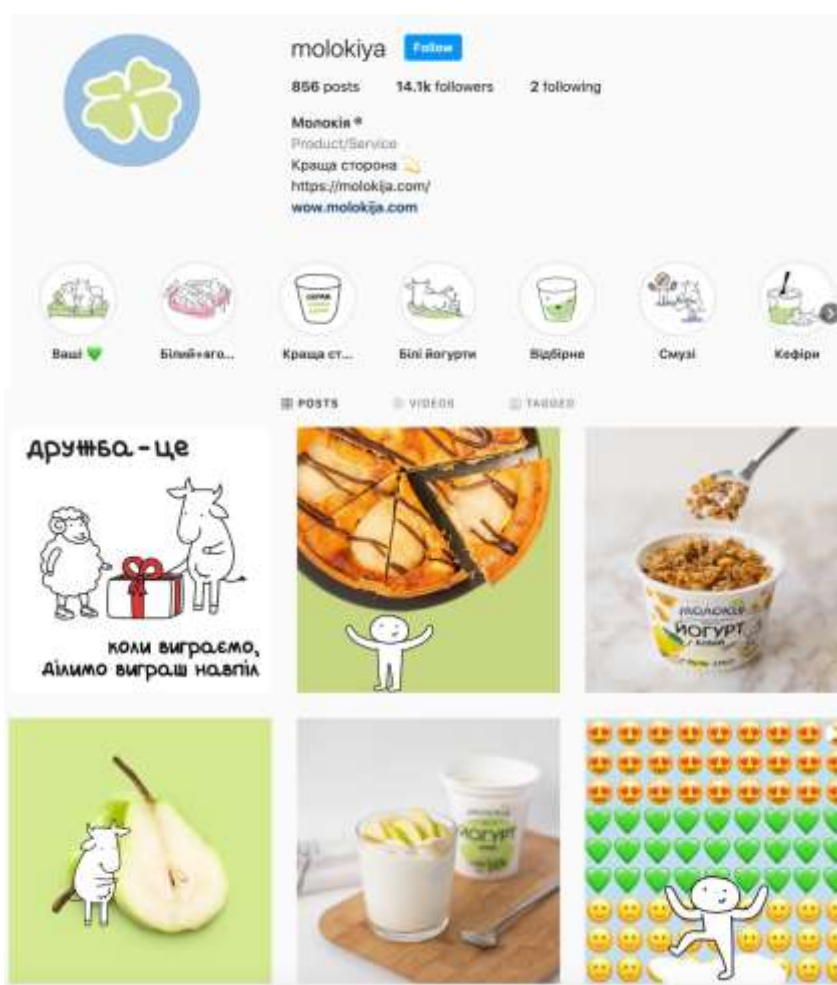 molokiya Follow
856 posts 14.1k followers 2 following
Молокія ®
Product/Service
Краща сторона
https://molokija.com/
wow.molokija.com
Ваші Білий+яго... Краща ст... Білі йогурти Відбірне Смузі Кефіри
POSTS VIDEOS TAGGED
дружба - це
коли виграємо,
ділимо виграш навпіл
МОЛОКІЯ
ЙОГУРТ
ЙОГУРТ